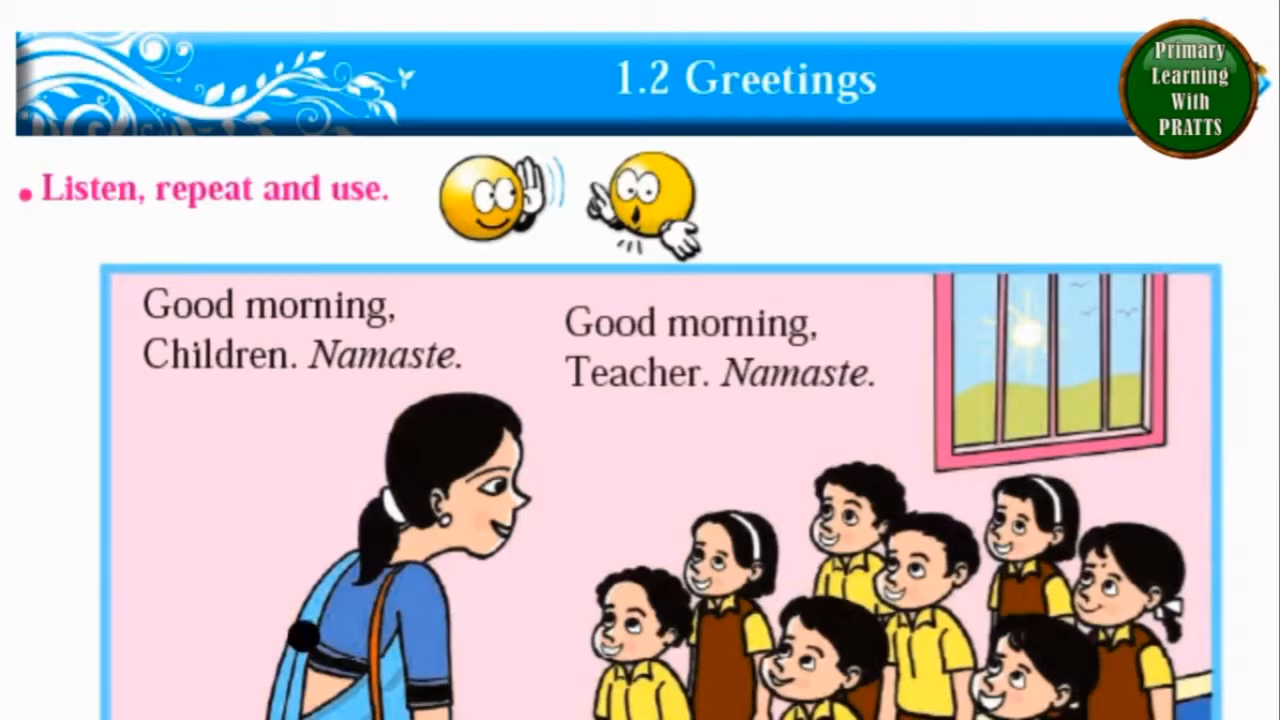 1.2 Greetings
Primary
Learning
With
PRATTS
Listen, repeat and use.
Good morning,
Children. Namaste.
Good morning,
Teacher. Namaste.